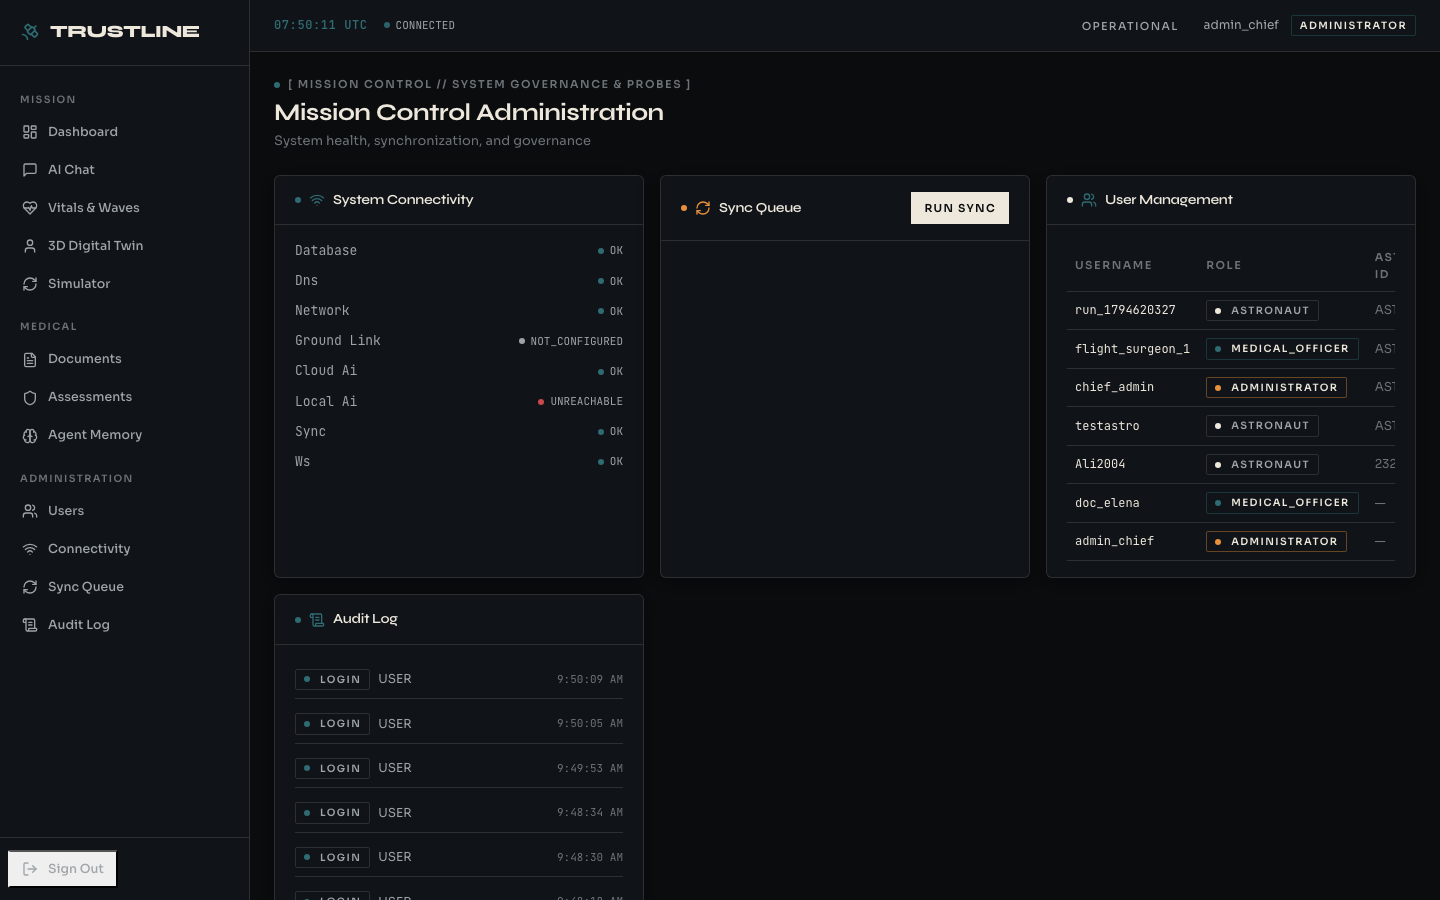 TRUSTLINE
07:50:11 UTC
CONNECTED
OPERATIONAL
admin_chief
ADMINISTRATOR
MISSION
Dashboard
AI Chat
Vitals & Waves
3D Digital Twin
Simulator
MEDICAL
Documents
Assessments
Agent Memory
ADMINISTRATION
Users
Connectivity
Sync Queue
Audit Log
Sign Out
[ MISSION CONTROL // SYSTEM GOVERNANCE & PROBES ]
Mission Control Administration
System health, synchronization, and governance
System Connectivity
Database OK
Dns OK
Network OK
Ground Link NOT_CONFIGURED
Cloud Ai OK
Local Ai UNREACHABLE
Sync OK
Ws OK
Sync Queue
RUN SYNC
User Management
USERNAME ROLE ID
run_1794620327 ASTRONAUT
flight_surgeon_1 MEDICAL_OFFICER
chief_admin ADMINISTRATOR
testastro ASTRONAUT
Ali2004 ASTRONAUT 232
doc_elena MEDICAL_OFFICER —
admin_chief ADMINISTRATOR —
Audit Log
LOGIN USER 9:50:09 AM
LOGIN USER 9:50:05 AM
LOGIN USER 9:49:53 AM
LOGIN USER 9:48:34 AM
LOGIN USER 9:48:30 AM